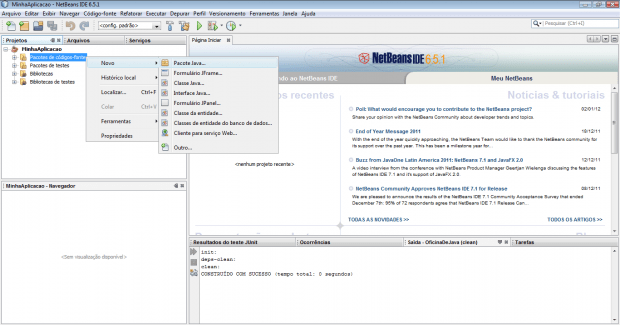 MinhaAplicacao - NetBeans IDE 6.5.1
Arquivo Editar Exibir Navegar Código-fonte Refatorar Executar Depurar Perfil Versionamento Ferramentas Janela Ajuda
<config. padrão>
Pesquisar (Ctrl+I)
Projetos Arquivos Serviços
MinhaAplicacao
Pacotes de códigos-fonte
Pacotes de testes
Bibliotecas
Bibliotecas de testes
Novo
Histórico local
Localizar... Ctrl+F
Colar Ctrl+V
Ferramentas
Propriedades
Pacote Java...
Formulário JFrame...
Classe Java...
Interface Java...
Formulário JPanel...
Classe da entidade...
Classes de entidade do banco de dados...
Cliente para serviço Web...
Outro...
Página Iniciar
NetBeans IDE 6.5.1
ndo ao NetBeans IDE
Meu NetBeans
os recentes
<nenhum projeto recente>
Notícias & tutoriais
Poll: What would encourage you to contribute to the NetBeans project? 02/01/12
Share your opinion with the NetBeans Community about developer trends and topics.
End of Year Message 2011 18/12/11
With the end of the year quickly approaching, the NetBeans Team would like to thank the NetBeans community for
its support over the past year. This has been a milestone year for...
Buzz from JavaOne Latin America 2011: NetBeans 7.1 and JavaFX 2.0 12/12/11
A video interview from the conference with NetBeans Product Manager Geertjan Wielenga discussing the features
of NetBeans IDE 7.1 and it's support of JavaFX 2.0.
NetBeans Community Approves NetBeans IDE 7.1 for Release 08/12/11
We are pleased to announce the results of the NetBeans IDE 7.1 Community Acceptance Survey that ended
December 7th: 95% of 72 respondents agree that NetBeans IDE 7.1 Release Can...
TODAS AS NOVIDADES >> TODOS OS ARTIGOS >>
MinhaAplicacao - Navegador
<Sem visualização disponível>
Resultados do teste JUnit Ocorrências Saída - OficinaDeJava (clean) Tarefas
init:
deps-clean:
clean:
CONSTRUÍDO COM SUCESSO (tempo total: 0 segundos)